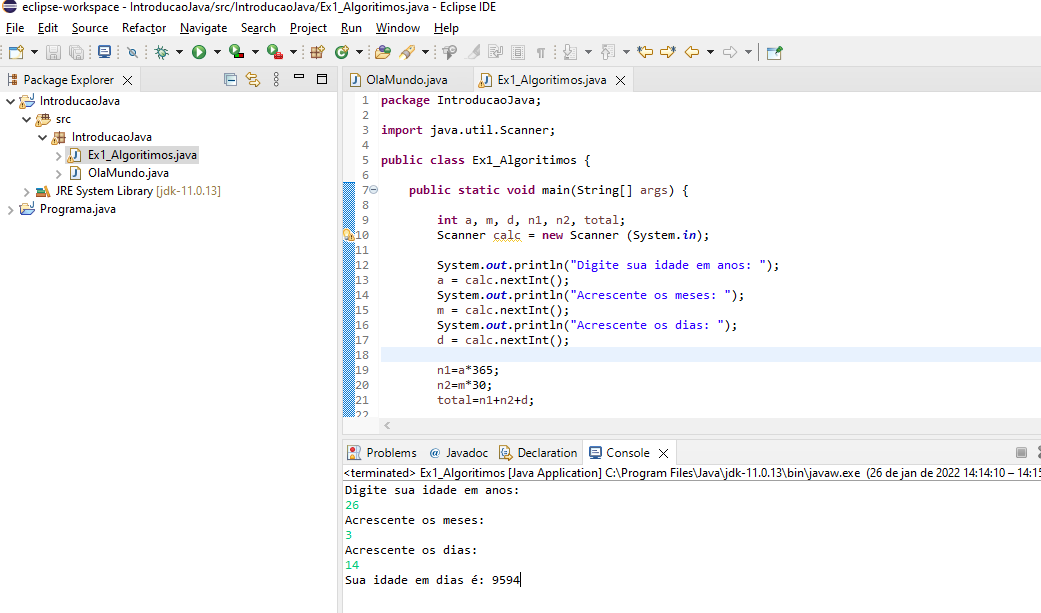 eclipse-workspace - IntroducaoJava/src/IntroducaoJava/Ex1_Algoritimos.java - Eclipse IDE
File Edit Source Refactor Navigate Search Project Run Window Help
Package Explorer
IntroducaoJava
src
IntroducaoJava
Ex1_Algoritimos.java
OlaMundo.java
JRE System Library [jdk-11.0.13]
Programa.java
OlaMundo.java Ex1_Algoritimos.java
1 package IntroducaoJava;
2
3 import java.util.Scanner;
4
5 public class Ex1_Algoritimos {
6
7 public static void main(String[] args) {
8
9 int a, m, d, n1, n2, total;
10 Scanner calc = new Scanner (System.in);
11
12 System.out.println("Digite sua idade em anos: ");
13 a = calc.nextInt();
14 System.out.println("Acrescente os meses: ");
15 m = calc.nextInt();
16 System.out.println("Acrescente os dias: ");
17 d = calc.nextInt();
18
19 n1=a*365;
20 n2=m*30;
21 total=n1+n2+d;
22
Problems @ Javadoc Declaration Console
<terminated> Ex1_Algoritimos [Java Application] C:\Program Files\Java\jdk-11.0.13\bin\javaw.exe (26 de jan de 2022 14:14:10 – 14:15
Digite sua idade em anos:
26
Acrescente os meses:
3
Acrescente os dias:
14
Sua idade em dias é: 9594